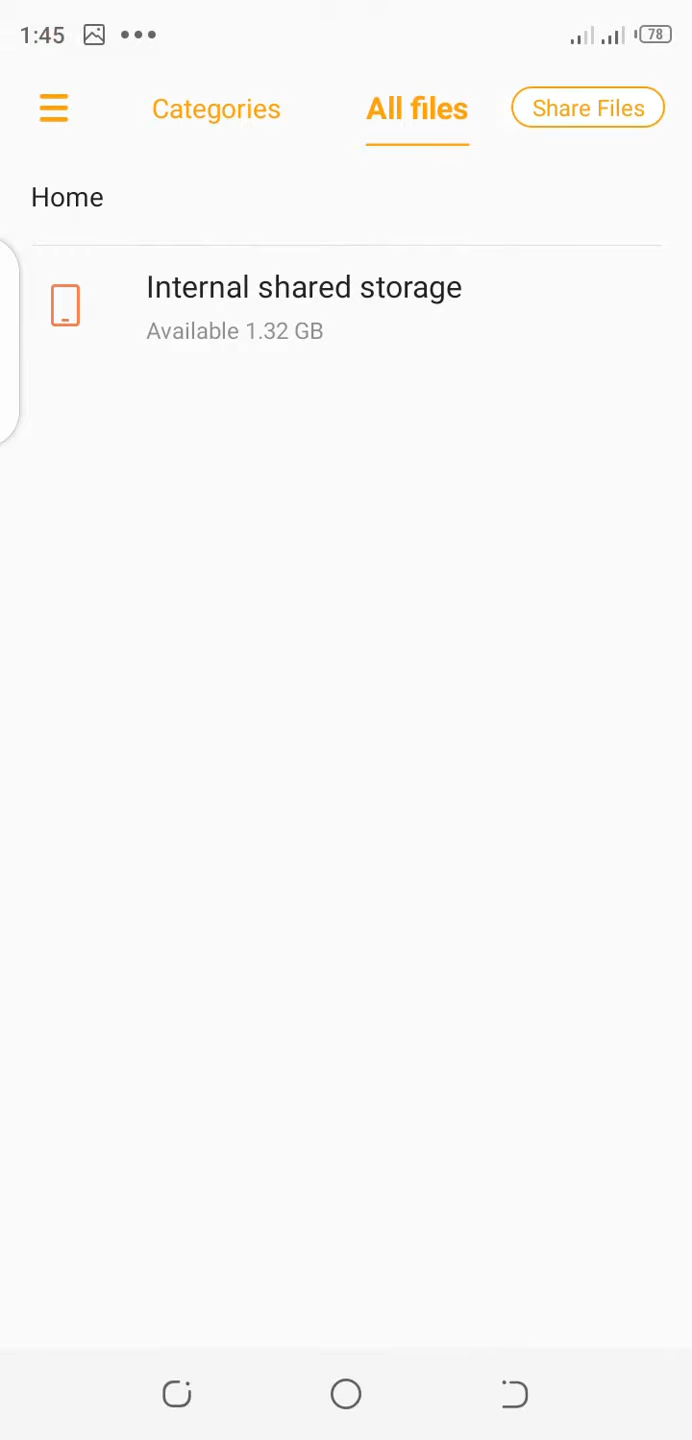 1:45 78
Categories All files Share Files
Home
Internal shared storage
Available 1.32 GB